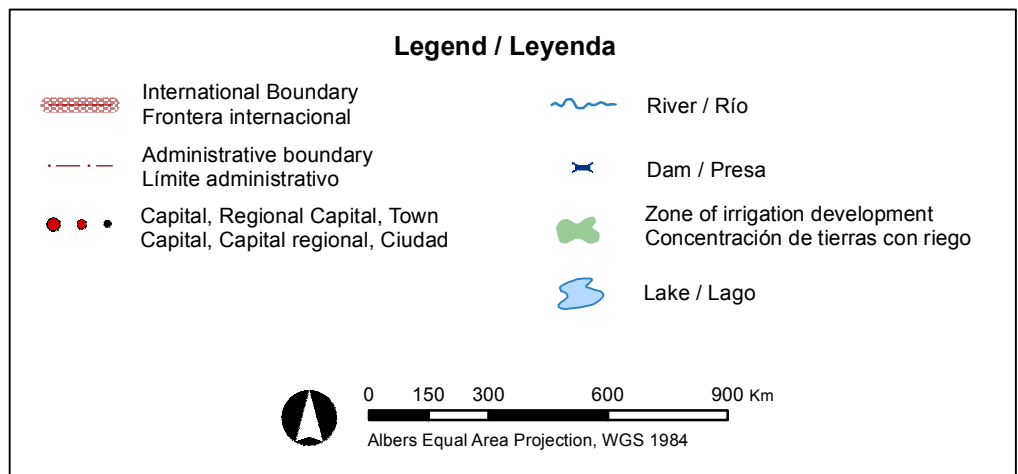 Legend / Leyenda
International Boundary
Frontera internacional
Administrative boundary
Límite administrativo
Capital, Regional Capital, Town
Capital, Capital regional, Ciudad
River / Río
Dam / Presa
Zone of irrigation development
Concentración de tierras con riego
Lake / Lago
0 150 300 600 900 Km
Albers Equal Area Projection, WGS 1984